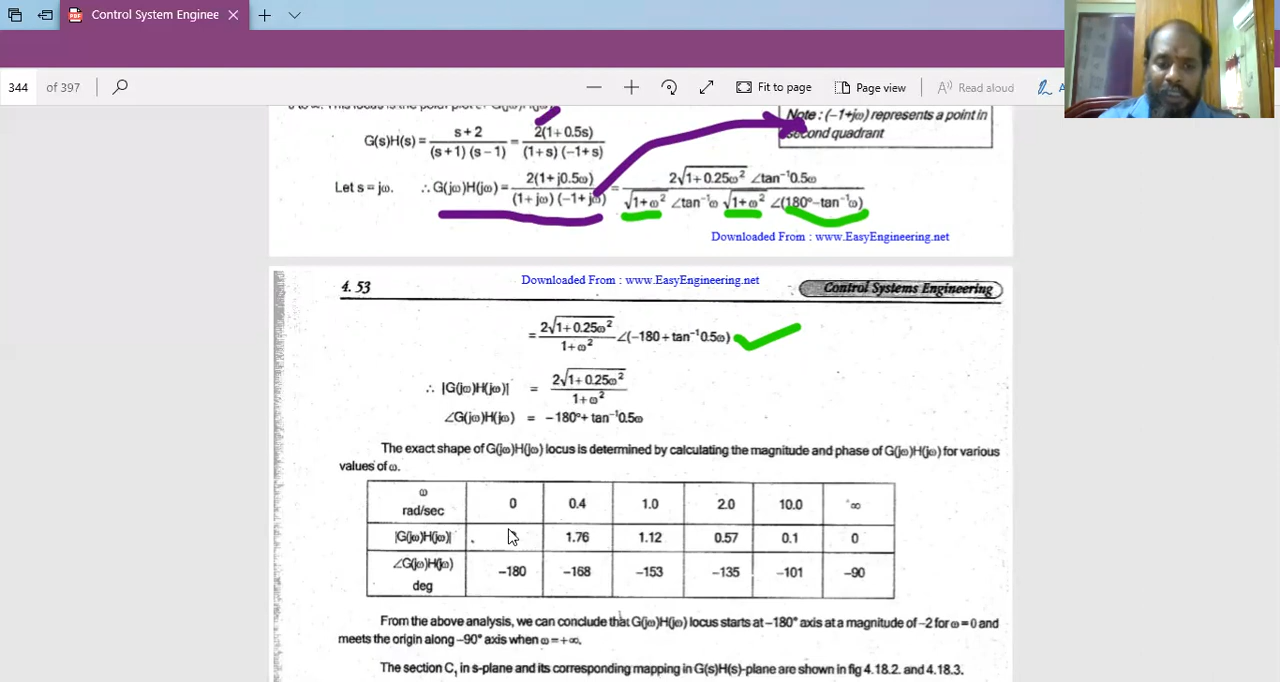 Control System Enginee
344 of 397
Fit to page
Page view
Read aloud
G(s)H(s) = s+2 / (s+1) (s−1) = 2(1+0.5s) / (1+s) (−1+s)
Note : (−1+jω) represents a point in
second quadrant
Let s = jω. ∴ G(jω)H(jω) = 2(1+j0.5ω) / (1+jω) (−1+jω) = 2√1+0.25ω² ∠tan⁻¹0.5ω / √1+ω² ∠tan⁻¹ω √1+ω² ∠(180°−tan⁻¹ω)
Downloaded From : www.EasyEngineering.net
4. 53
Downloaded From : www.EasyEngineering.net
Control Systems Engineering
= 2√1+0.25ω² / 1+ω² ∠(−180+tan⁻¹0.5ω)
∴ |G(jω)H(jω)| = 2√1+0.25ω² / 1+ω²
∠G(jω)H(jω) = −180°+tan⁻¹0.5ω
The exact shape of G(jω)H(jω) locus is determined by calculating the magnitude and phase of G(jω)H(jω) for various
values of ω.
ω rad/sec 0 0.4 1.0 2.0 10.0 ∞
|G(jω)H(jω)| 1.76 1.12 0.57 0.1 0
∠G(jω)H(jω) deg −180 −168 −153 −135 −101 −90
From the above analysis, we can conclude that G(jω)H(jω) locus starts at −180° axis at a magnitude of −2 for ω=0 and
meets the origin along −90° axis when ω=+∞.
The section C₁ in s-plane and its corresponding mapping in G(s)H(s)-plane are shown in fig 4.18.2. and 4.18.3.